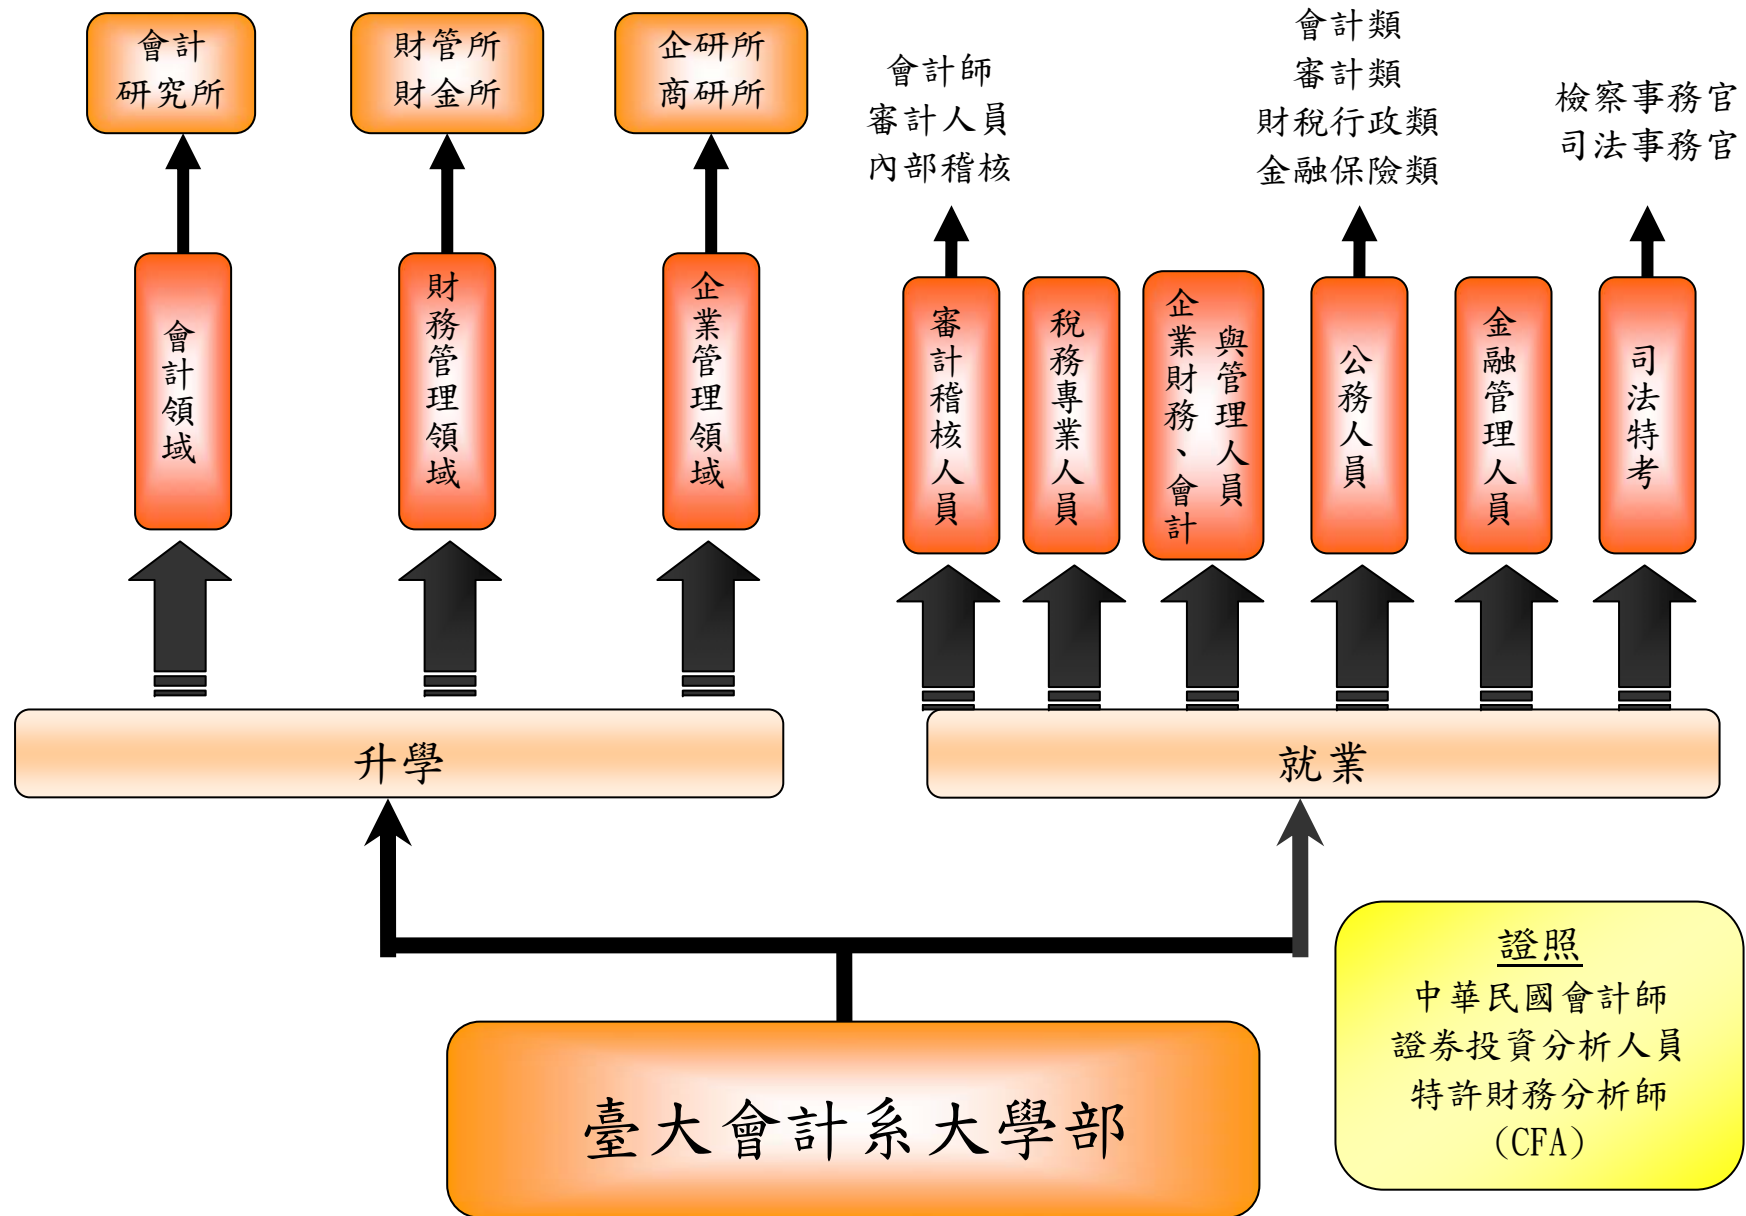 會計
研究所
財管所
財金所
企研所
商研所
會計師
審計人員
內部稽核
會計類
審計類
財稅行政類
金融保險類
檢察事務官
司法事務官
會計領域
財務管理領域
企業管理領域
審計稽核人員
稅務專業人員
企業財務、會計
與管理人員
公務人員
金融管理人員
司法特考
升學
就業
證照
中華民國會計師
證券投資分析人員
特許財務分析師
(CFA)
臺大會計系大學部